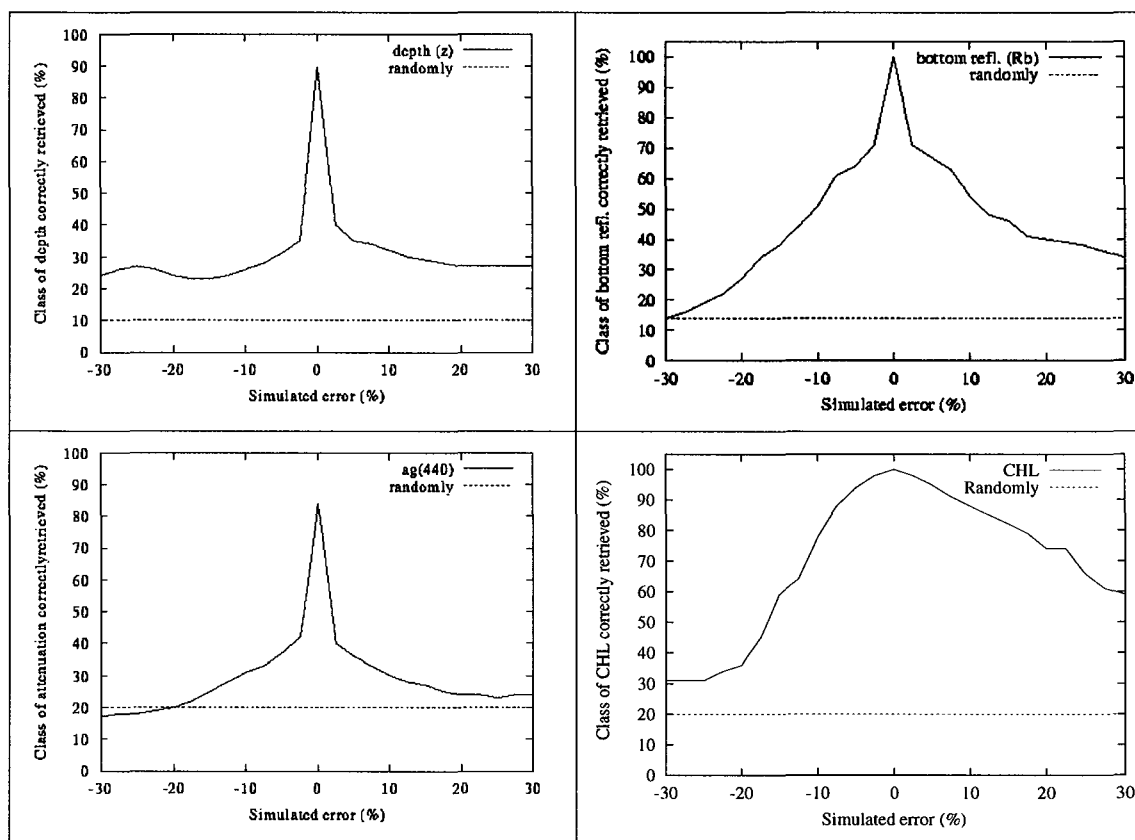 100
90
80
70
60
50
40
30
20
10
0
-30 -20 -10 0 10 20 30
Class of depth correctly retrieved (%)
Simulated error (%)
depth (z)
randomly
100
90
80
70
60
50
40
30
20
10
0
-30 -20 -10 0 10 20 30
Class of bottom refl. correctly retrieved (%)
Simulated error (%)
bottom refl. (Rb)
randomly
100
90
80
70
60
50
40
30
20
10
0
-30 -20 -10 0 10 20 30
Class of attenuation correctlyretrieved (%)
Simulated error (%)
ag(440)
randomly
100
90
80
70
60
50
40
30
20
10
0
-30 -20 -10 0 10 20 30
Class of CHL correctly retrieved (%)
Simulated error (%)
CHL
Randomly